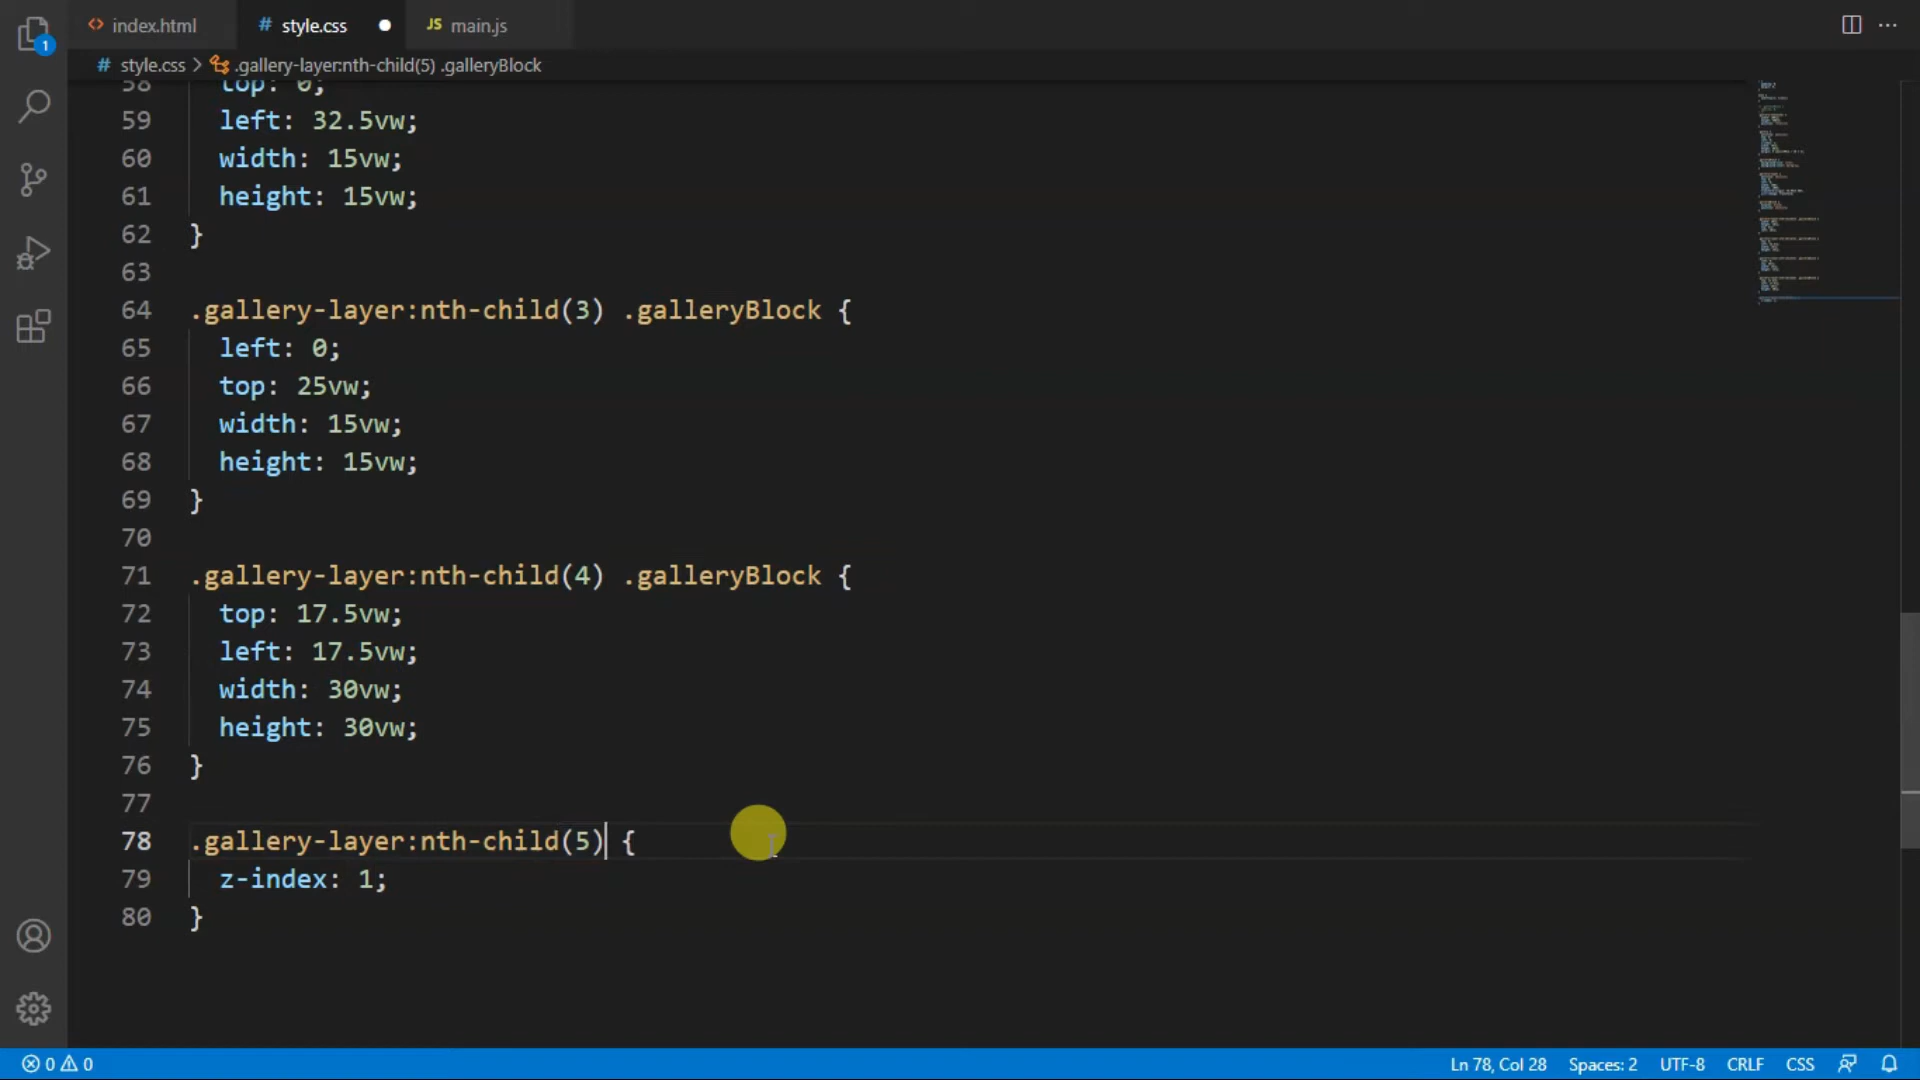 index.html
# style.css
JS main.js
# style.css > .gallery-layer:nth-child(5) .galleryBlock
1
58 top: 0;
59 left: 32.5vw;
60 width: 15vw;
61 height: 15vw;
62 }
63
64 .gallery-layer:nth-child(3) .galleryBlock {
65 left: 0;
66 top: 25vw;
67 width: 15vw;
68 height: 15vw;
69 }
70
71 .gallery-layer:nth-child(4) .galleryBlock {
72 top: 17.5vw;
73 left: 17.5vw;
74 width: 30vw;
75 height: 30vw;
76 }
77
78 .gallery-layer:nth-child(5) {
79 z-index: 1;
80 }
0 0 Ln 78, Col 28 Spaces: 2 UTF-8 CRLF CSS